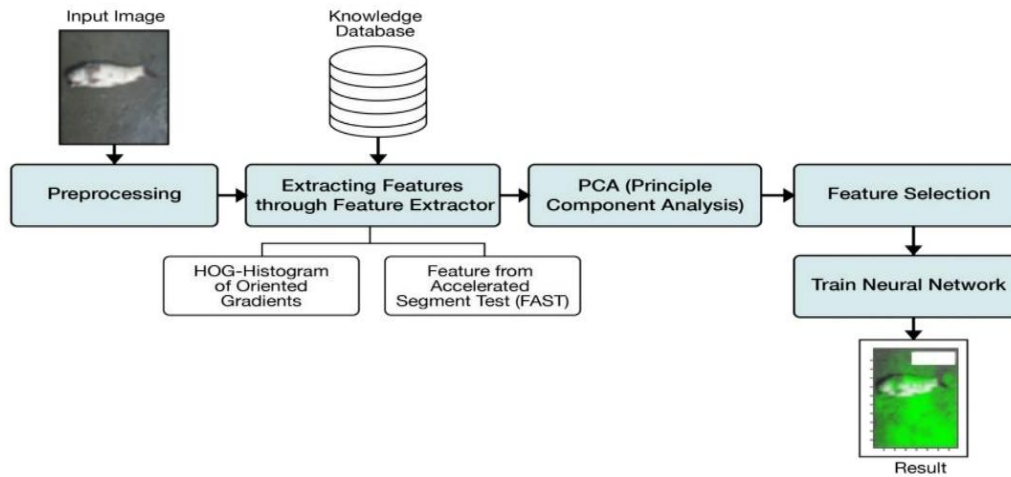 Input Image
Knowledge
Database
Preprocessing
Extracting Features
through Feature Extractor
PCA (Principle
Component Analysis)
Feature Selection
HOG-Histogram
of Oriented
Gradients
Feature from
Accelerated
Segment Test (FAST)
Train Neural Network
Result